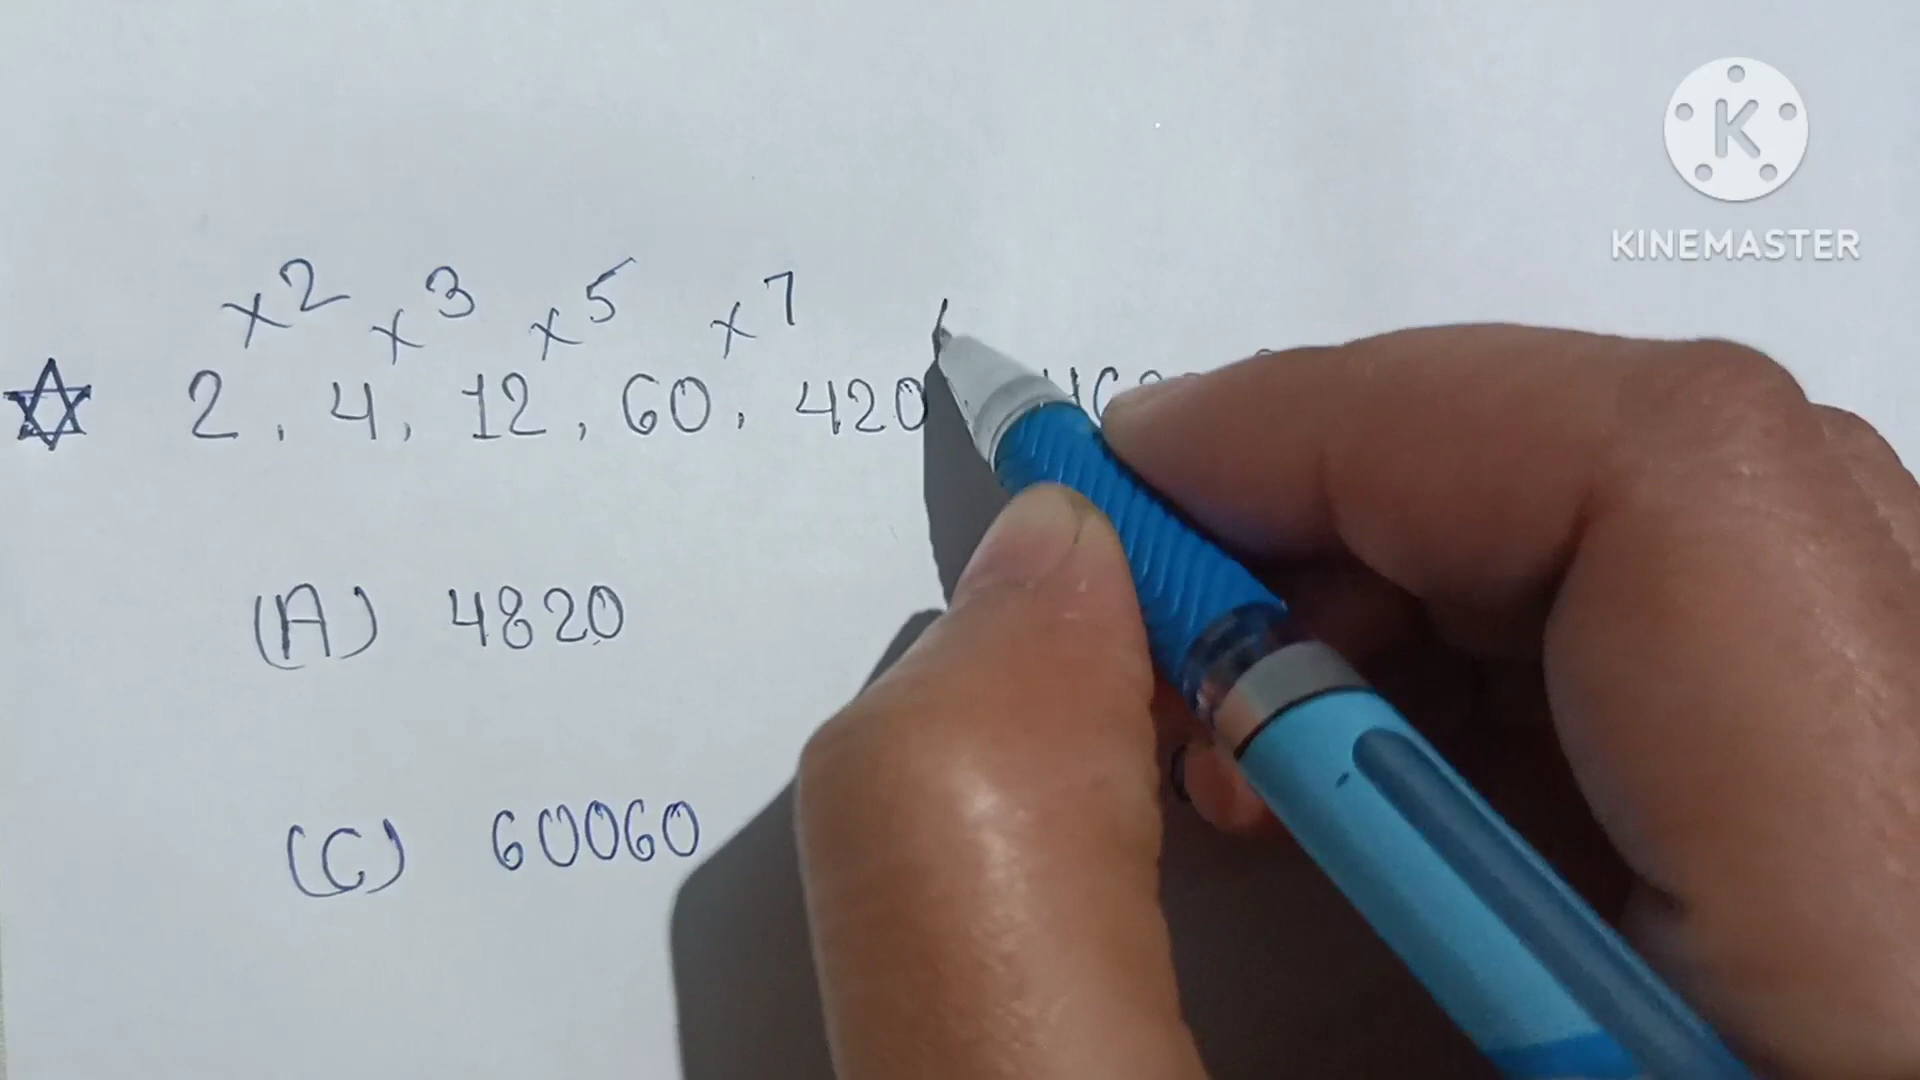 K
KINEMASTER
x2 x3 x5 x7
2, 4, 12, 60, 420
(A) 4820
(C) 60060